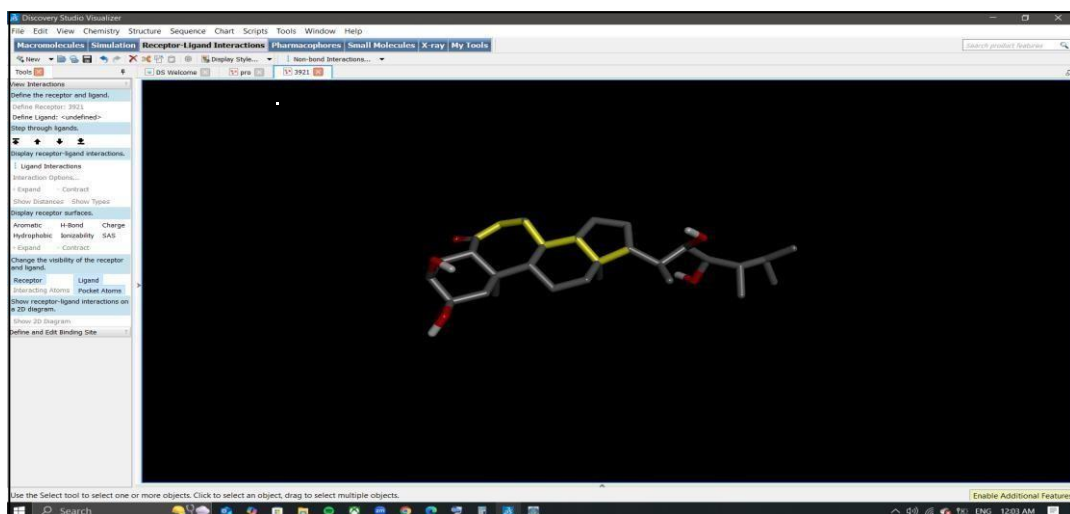 Discovery Studio Visualizer
File Edit View Chemistry Structure Sequence Chart Scripts Tools Window Help
Macromolecules Simulation Receptor-Ligand Interactions Pharmacophores Small Molecules X-ray My Tools
Search product features
New Display Style... Non-bond Interactions...
Tools DS Welcome pro 3921
View Interactions
Define the receptor and ligand.
Define Receptor: 3921
Define Ligand: <undefined>
Step through ligands.
Display receptor-ligand interactions.
Ligand Interactions
Interaction Options...
Expand Contract
Show Distances Show Types
Display receptor surfaces.
Aromatic H-Bond Charge
Hydrophobic Ionizability SAS
Expand Contract
Change the visibility of the receptor
and ligand.
Receptor Ligand
Interacting Atoms Pocket Atoms
Show receptor-ligand interactions on
a 2D diagram.
Show 2D Diagram
Define and Edit Binding Site
Use the Select tool to select one or more objects. Click to select an object, drag to select multiple objects.
Enable Additional Features
Search
ENG 12:03 AM